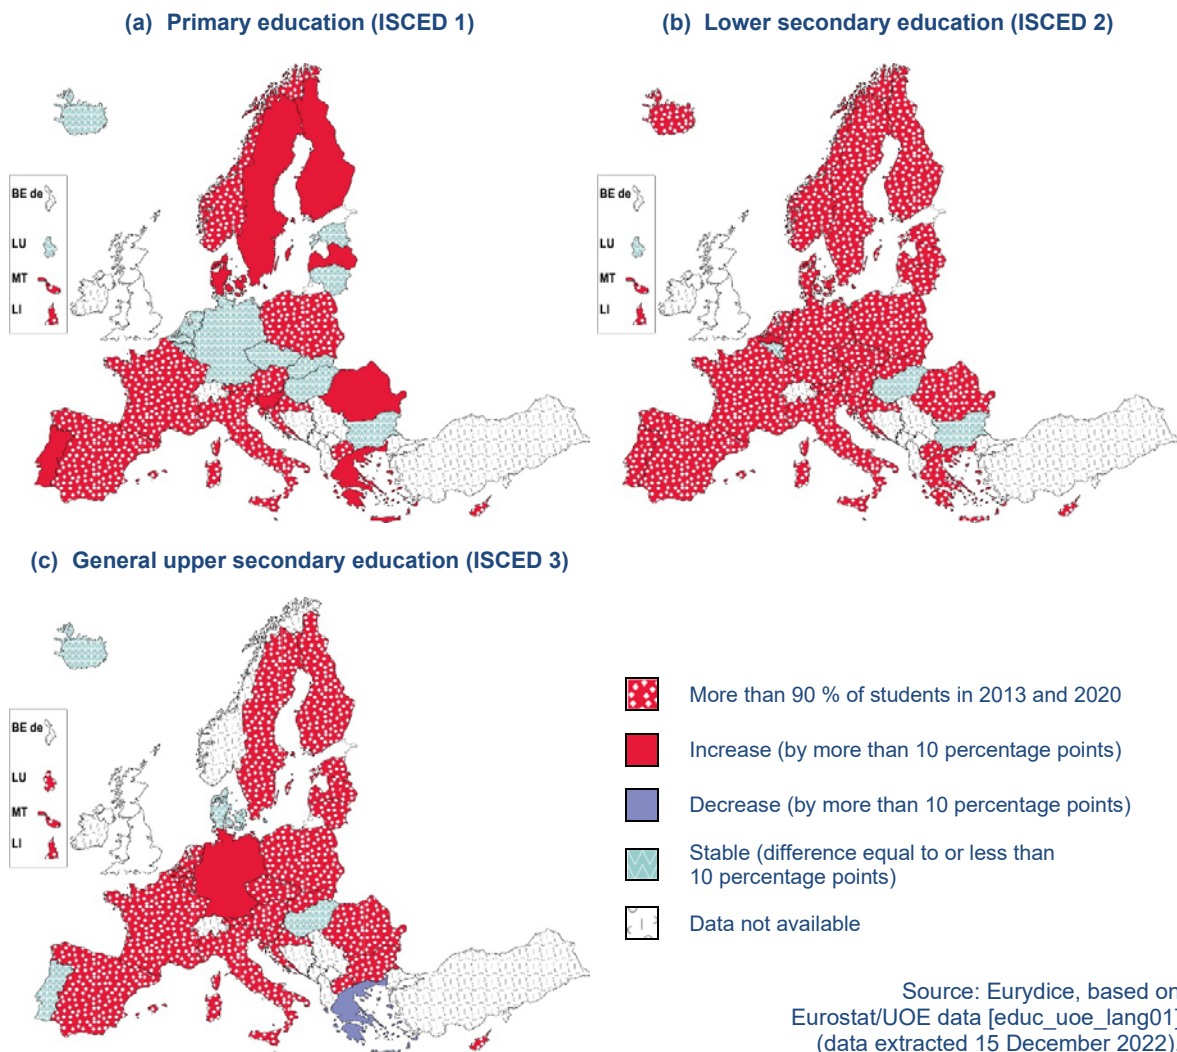 (a) Primary education (ISCED 1)
(b) Lower secondary education (ISCED 2)
BE de
LU
MT
LI
BE de
LU
MT
LI
(c) General upper secondary education (ISCED 3)
BE de
LU
MT
LI
More than 90 % of students in 2013 and 2020
Increase (by more than 10 percentage points)
Decrease (by more than 10 percentage points)
Stable (difference equal to or less than
10 percentage points)
Data not available
Source: Eurydice, based on
Eurostat/UOE data [educ_uoe_lang01]
(data extracted 15 December 2022).